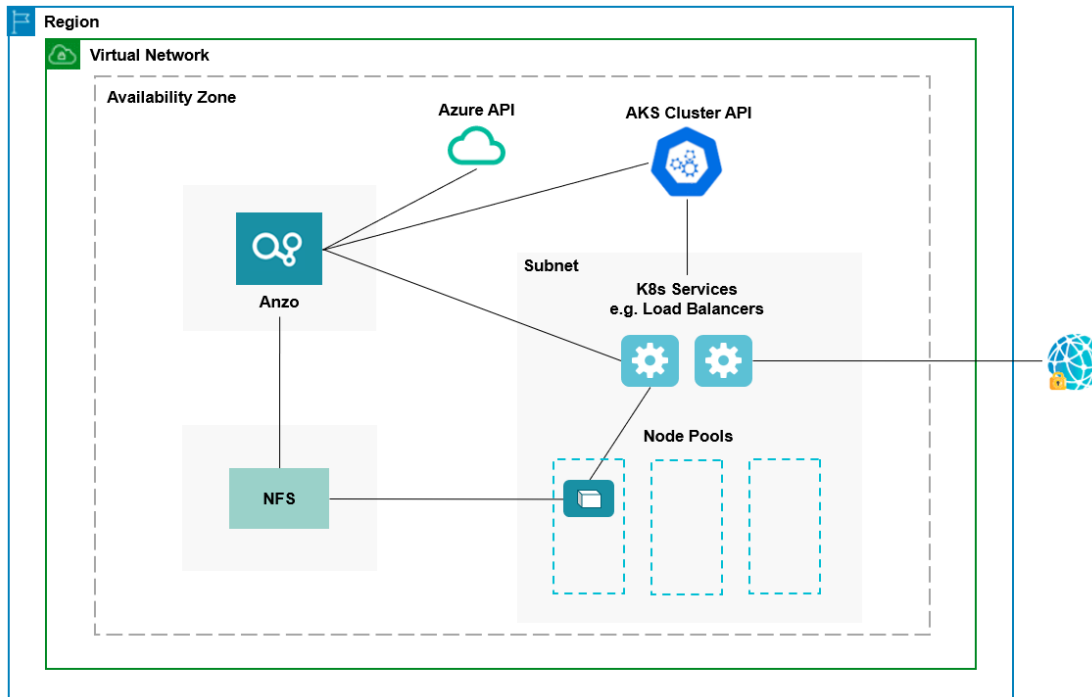 Region
Virtual Network
Availability Zone
Azure API
AKS Cluster API
Anzo
Subnet
K8s Services
e.g. Load Balancers
Node Pools
NFS